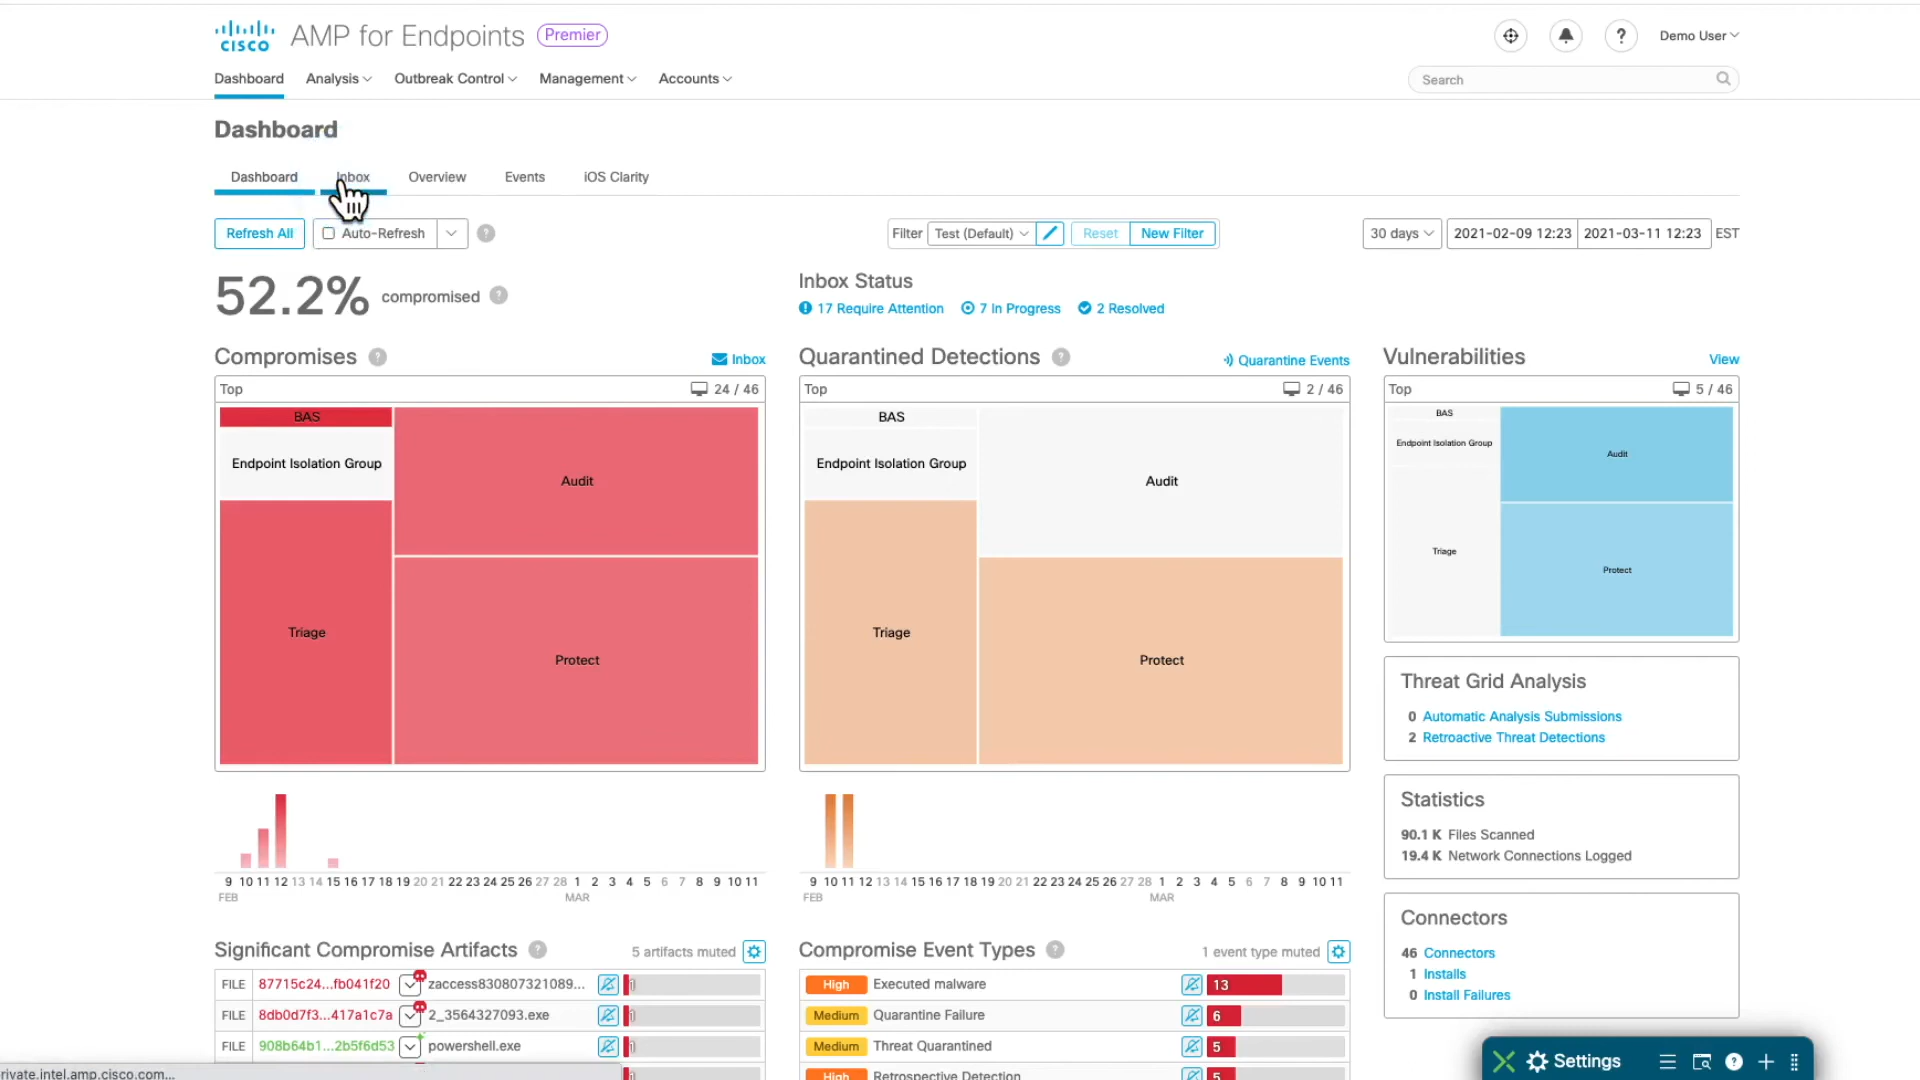 CISCO AMP for Endpoints Premier
Demo User
Dashboard Analysis Outbreak Control Management Accounts
Search
Dashboard
Dashboard Inbox Overview Events iOS Clarity
Refresh All Auto-Refresh ?
Filter Test (Default) Reset New Filter
30 days 2021-02-09 12:23 2021-03-11 12:23 EST
52.2% compromised ?
Inbox Status
17 Require Attention 7 In Progress 2 Resolved
Compromises ? Inbox
Top 24 / 46
BAS
Endpoint Isolation Group
Audit
Triage
Protect
9 10 11 12 13 14 15 16 17 18 19 20 21 22 23 24 25 26 27 28 1 2 3 4 5 6 7 8 9 10 11
FEB MAR
Quarantined Detections ? Quarantine Events
Top 2 / 46
BAS
Endpoint Isolation Group
Audit
Triage
Protect
9 10 11 12 13 14 15 16 17 18 19 20 21 22 23 24 25 26 27 28 1 2 3 4 5 6 7 8 9 10 11
FEB MAR
Vulnerabilities View
Top 5 / 46
BAS
Endpoint Isolation Group
Audit
Triage
Protect
Threat Grid Analysis
0 Automatic Analysis Submissions
2 Retroactive Threat Detections
Statistics
90.1 K Files Scanned
19.4 K Network Connections Logged
Connectors
46 Connectors
1 Installs
0 Install Failures
Significant Compromise Artifacts ? 5 artifacts muted
FILE 87715c24...fb041f20 zaccess830807321089... 1
FILE 8db0d7f3...417a1c7a 2_3564327093.exe 1
FILE 908b64b1...2b5f6d53 powershell.exe 1
1
Compromise Event Types ? 1 event type muted
High Executed malware 13
Medium Quarantine Failure 6
Medium Threat Quarantined 5
High Retrospective Detection 5
rivate.intel.amp.cisco.com...
Settings ?